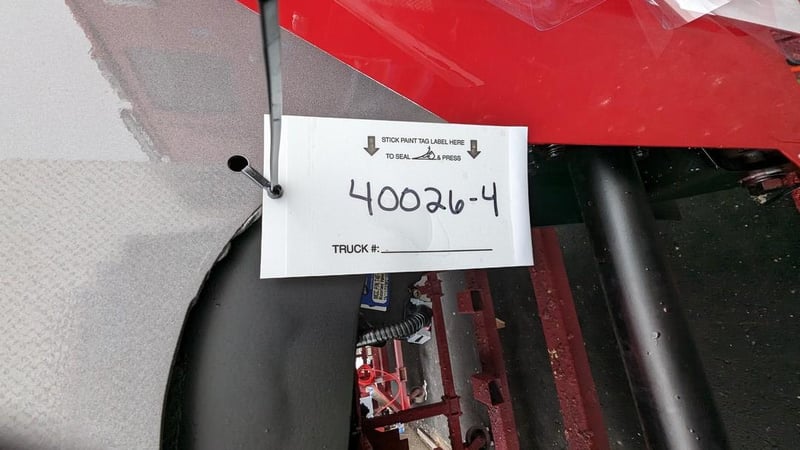 STICK PAINT TAG LABEL HERE
TO SEAL & PRESS
40026-4
TRUCK #: